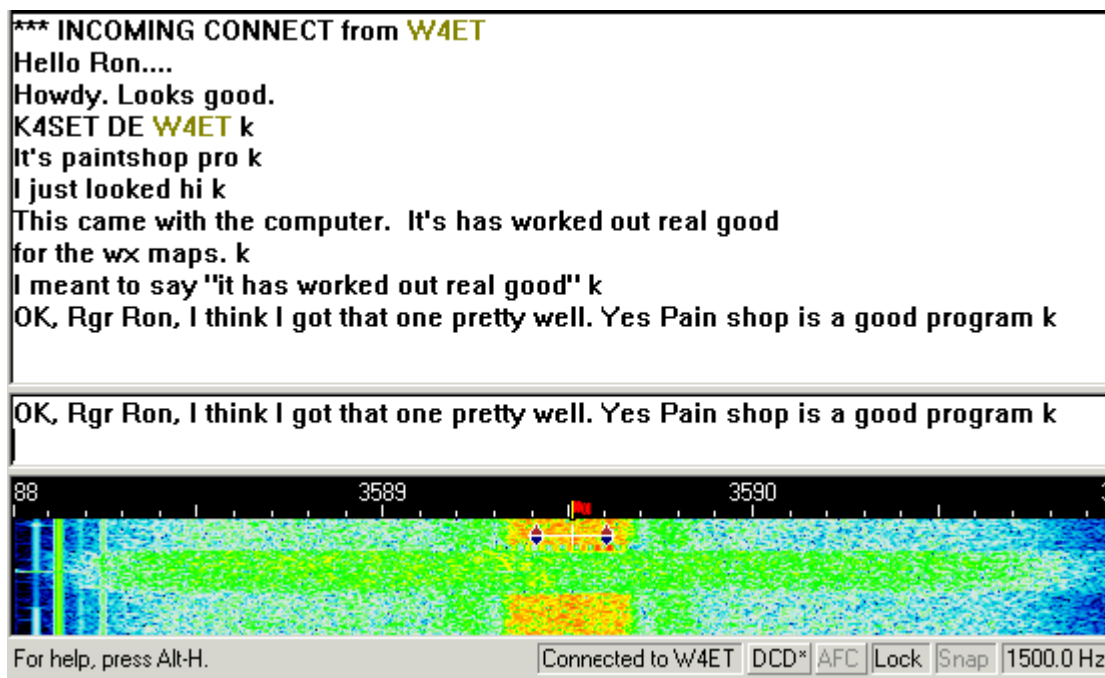 *** INCOMING CONNECT from W4ET
Hello Ron....
Howdy. Looks good.
K4SET DE W4ET k
It's paintshop pro k
I just looked hi k
This came with the computer.  It's has worked out real good
for the wx maps. k
I meant to say "it has worked out real good" k
OK, Rgr Ron, I think I got that one pretty well. Yes Pain shop is a good program k
OK, Rgr Ron, I think I got that one pretty well. Yes Pain shop is a good program k
88 3589 3590
For help, press Alt-H. Connected to W4ET DCD* AFC Lock Snap 1500.0 Hz